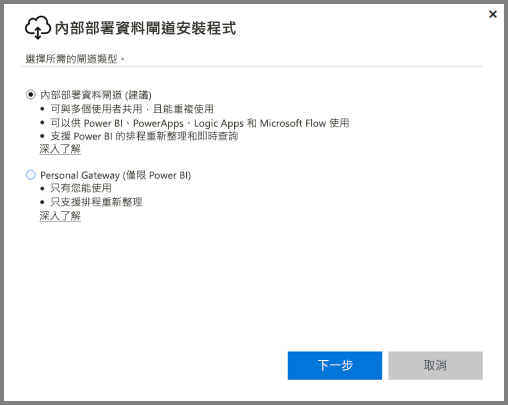 內部部署資料閘道安裝程式
選擇所需的閘道類型。
內部部署資料閘道 (建議)
• 可與多個使用者共用，且能重複使用
• 可以供 Power BI、PowerApps、Logic Apps 和 Microsoft Flow 使用
• 支援 Power BI 的排程重新整理和即時查詢
深入了解
Personal Gateway (僅限 Power BI)
• 只有您能使用
• 只支援排程重新整理
深入了解
下一步
取消